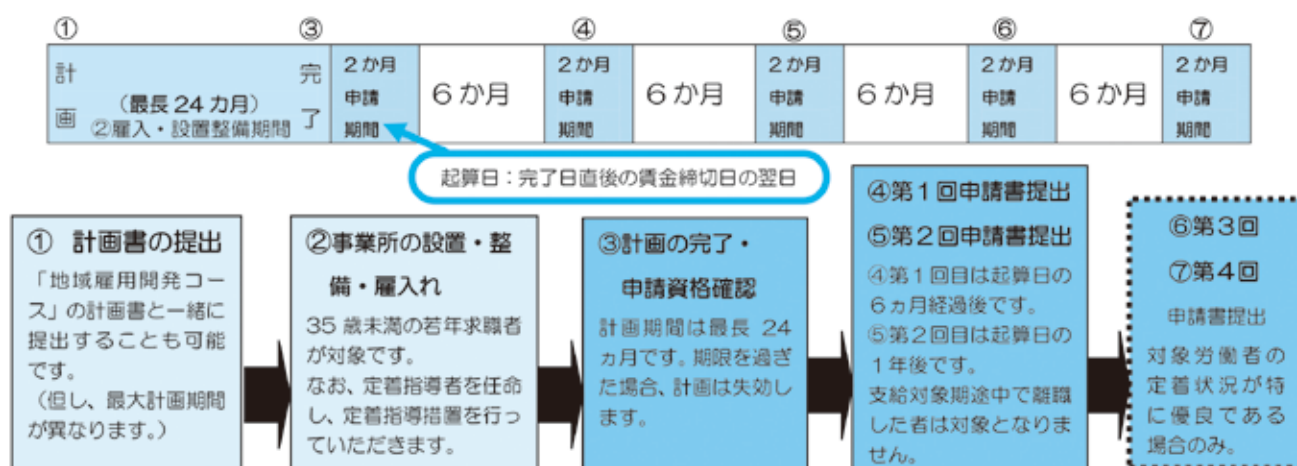 ① ③ ④ ⑤ ⑥ ⑦
計画
(最長24カ月)
②雇入・設置整備期間
完了
2か月
申請
期間
6か月
2か月
申請
期間
6か月
2か月
申請
期間
6か月
2か月
申請
期間
6か月
2か月
申請
期間
起算日:完了日直後の賃金締切日の翌日
① 計画書の提出
「地域雇用開発コー
ス」の計画書と一緒に
提出することも可能
です。
(但し、最大計画期間
が異なります。)
②事業所の設置・整
備・雇入れ
35歳未満の若年求職者
が対象です。
なお、定着指導者を任命
し、定着指導措置を行っ
ていただきます。
③計画の完了・
申請資格確認
計画期間は最長 24
ヵ月です。期限を過ぎ
た場合、計画は失効し
ます。
④第1回申請書提出
⑤第2回申請書提出
④第1回目は起算日の
6ヵ月経過後です。
⑤第2回目は起算日の
1年後です。
支給対象期途中で離職
した者は対象となりま
せん。
⑥第3回
⑦第4回
申請書提出
対象労働者の
定着状況が特
に優良である
場合のみ。